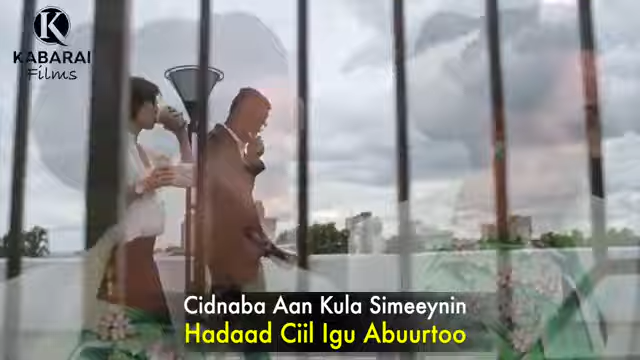 KABARAI
Films
Cidnaba Aan Kula Simeeynin
Hadaad Ciil Igu Abuurtoo